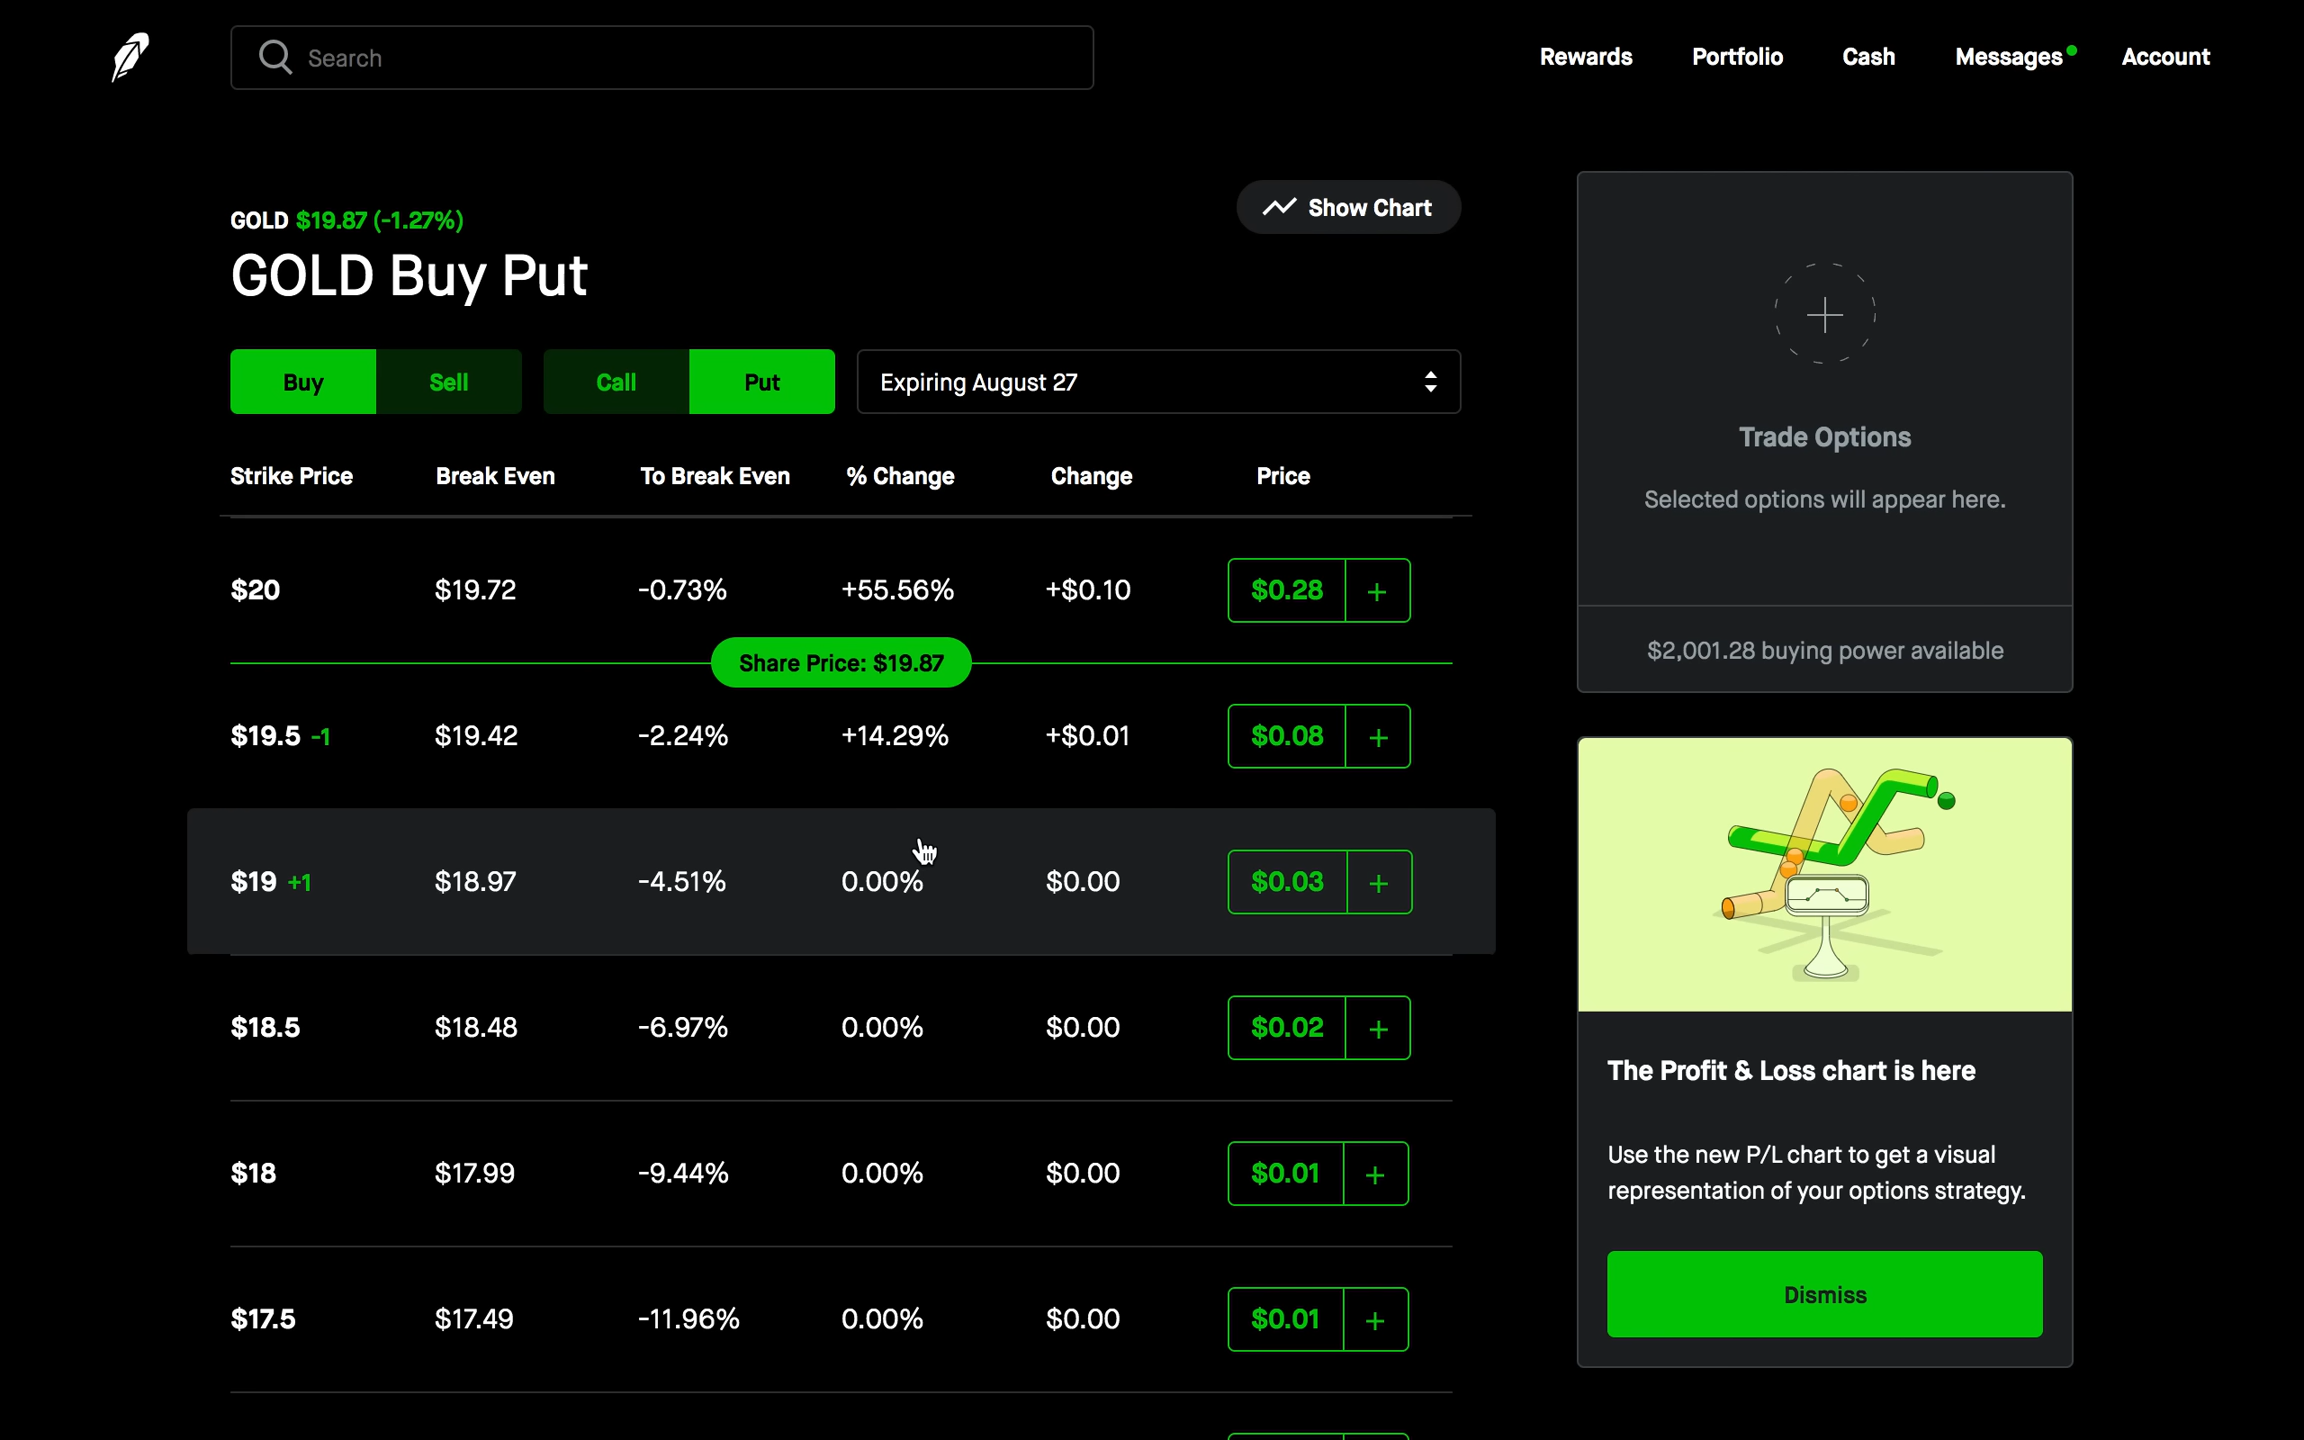 Search
Rewards Portfolio Cash Messages Account
GOLD $19.87 (-1.27%)
Show Chart
GOLD Buy Put
Buy Sell Call Put Expiring August 27
Strike Price Break Even To Break Even % Change Change Price
$20 $19.72 -0.73% +55.56% +$0.10 $0.28 +
Share Price: $19.87
$19.5 -1 $19.42 -2.24% +14.29% +$0.01 $0.08 +
$19 +1 $18.97 -4.51% 0.00% $0.00 $0.03 +
$18.5 $18.48 -6.97% 0.00% $0.00 $0.02 +
$18 $17.99 -9.44% 0.00% $0.00 $0.01 +
$17.5 $17.49 -11.96% 0.00% $0.00 $0.01 +
Trade Options
Selected options will appear here.
$2,001.28 buying power available
The Profit & Loss chart is here
Use the new P/L chart to get a visual
representation of your options strategy.
Dismiss